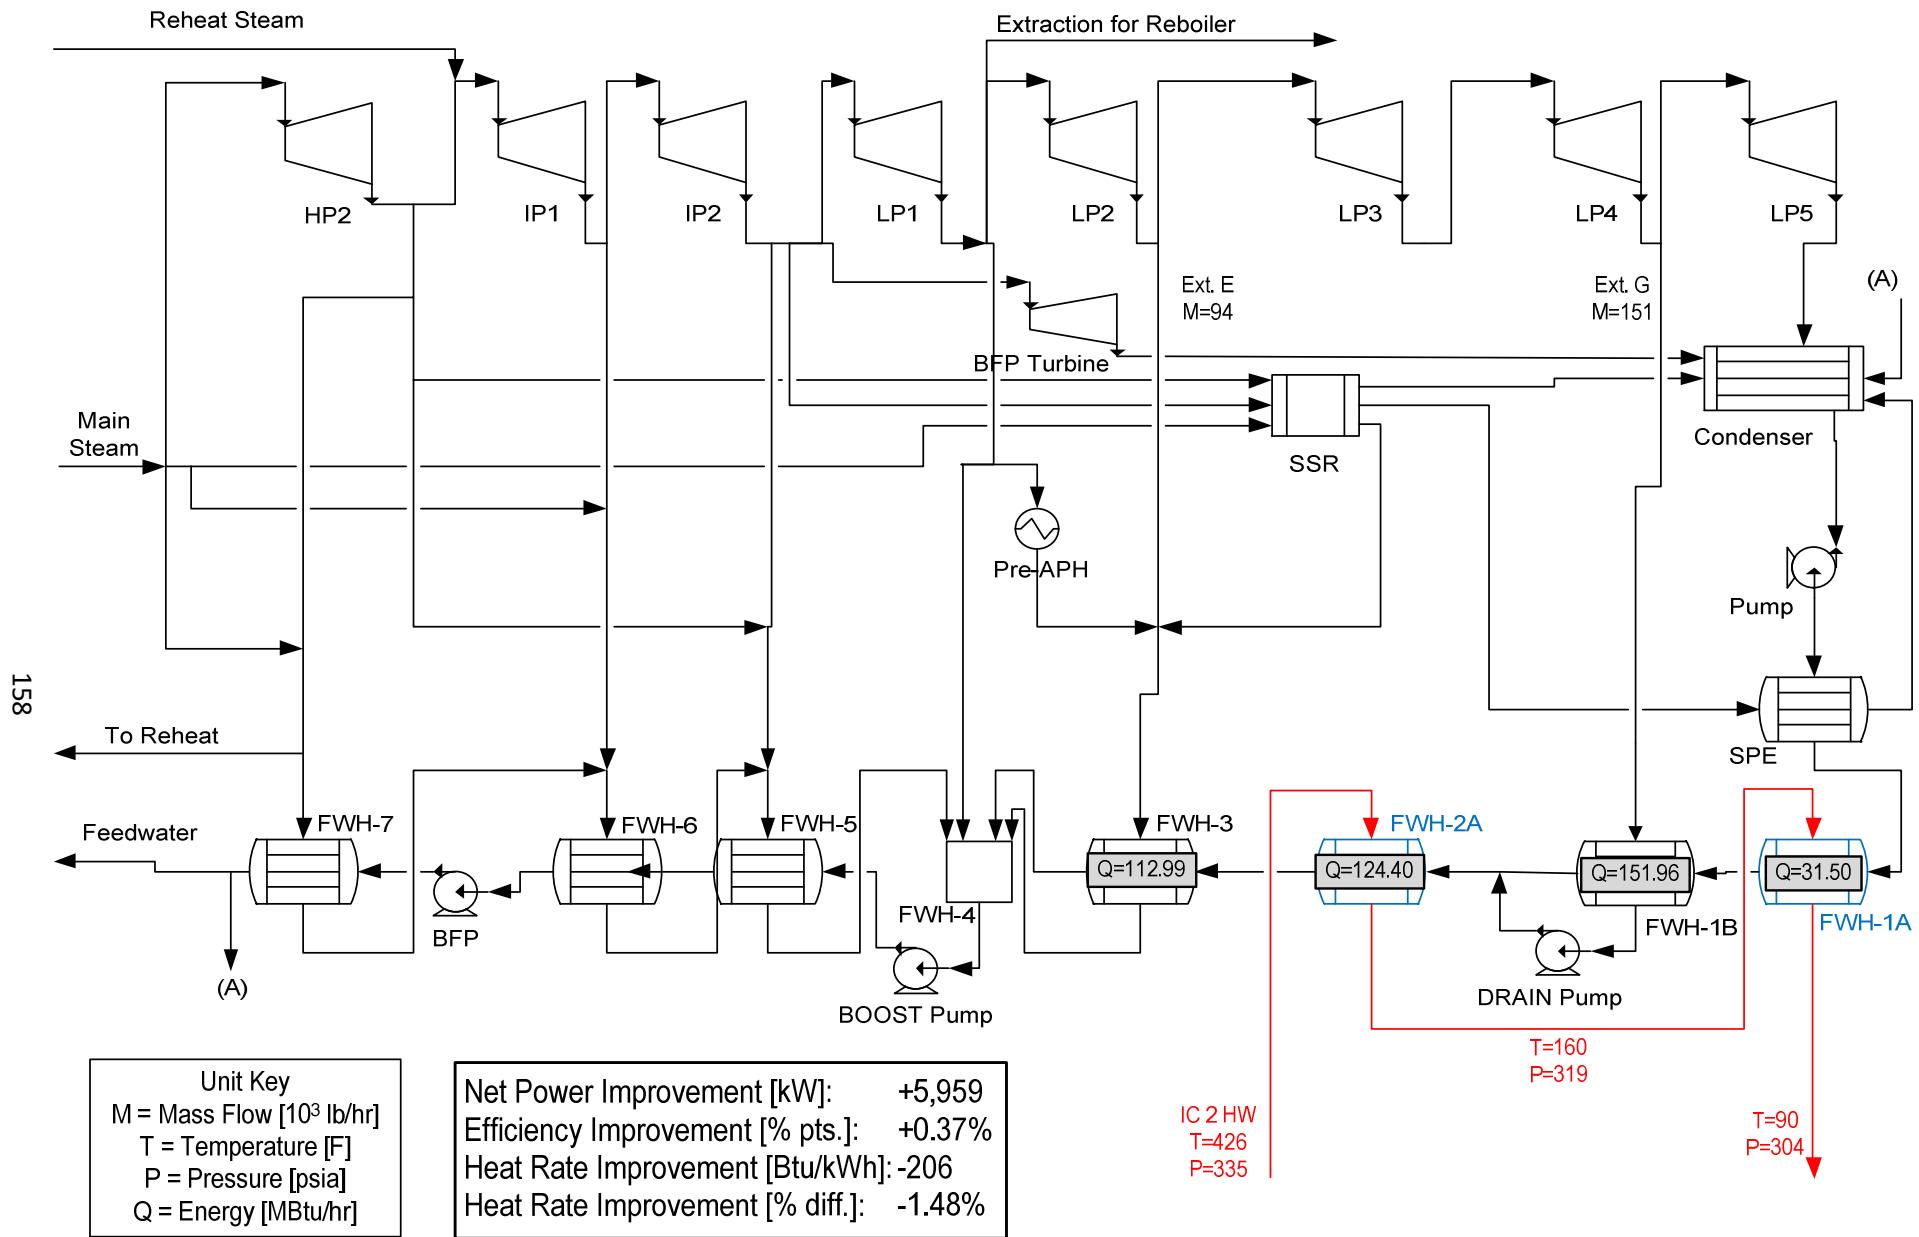 Reheat Steam
Extraction for Reboiler
HP2
IP1
IP2
LP1
LP2
LP3
LP4
LP5
Ext. E
M=94
Ext. G
M=151
(A)
BFP Turbine
Main
Steam
SSR
Condenser
Pre-APH
Pump
158
To Reheat
SPE
Feedwater
FWH-7
FWH-6
FWH-5
FWH-3
FWH-2A
Q=112.99
Q=124.40
Q=151.96
Q=31.50
FWH-4
FWH-1B
FWH-1A
BFP
(A)
BOOST Pump
DRAIN Pump
T=160
P=319
IC 2 HW
T=426
P=335
T=90
P=304
Unit Key
M = Mass Flow [10³ lb/hr]
T = Temperature [F]
P = Pressure [psia]
Q = Energy [MBtu/hr]
Net Power Improvement [kW]: +5,959
Efficiency Improvement [% pts.]: +0.37%
Heat Rate Improvement [Btu/kWh]: -206
Heat Rate Improvement [% diff.]: -1.48%